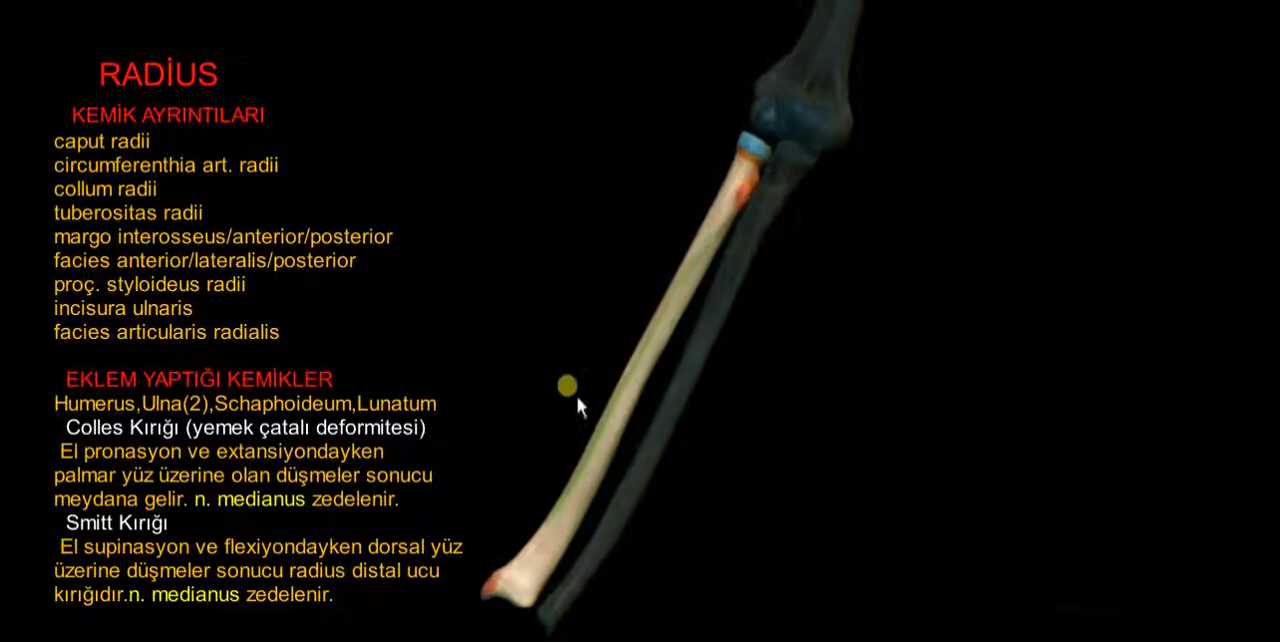 RADİUS
KEMİK AYRINTILARI
caput radii
circumferenthia art. radii
collum radii
tuberositas radii
margo interosseus/anterior/posterior
facies anterior/lateralis/posterior
proç. styloideus radii
incisura ulnaris
facies articularis radialis
EKLEM YAPTIĞI KEMİKLER
Humerus,Ulna(2),Schaphoideum,Lunatum
Colles Kırığı (yemek çatalı deformitesi)
El pronasyon ve extansiyondayken
palmar yüz üzerine olan düşmeler sonucu
meydana gelir. n. medianus zedelenir.
Smitt Kırığı
El supinasyon ve flexiyondayken dorsal yüz
üzerine düşmeler sonucu radius distal ucu
kırığıdır.n. medianus zedelenir.